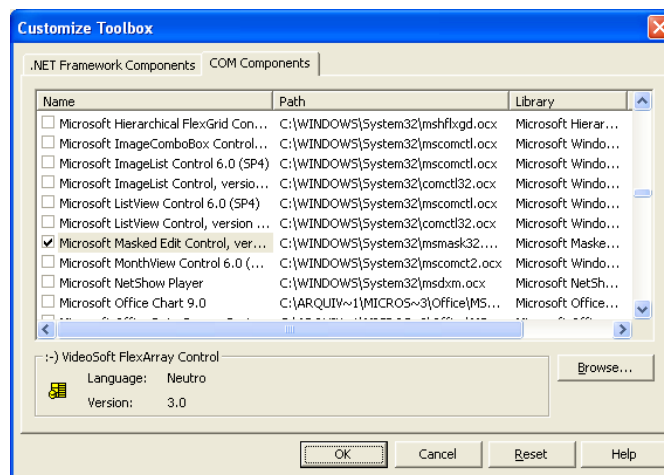 Customize Toolbox
.NET Framework Components COM Components
Name Path Library
Microsoft Hierarchical FlexGrid Con... C:\WINDOWS\System32\mshflxgd.ocx Microsoft Hierar...
Microsoft ImageComboBox Control... C:\WINDOWS\System32\mscomctl.ocx Microsoft Windo...
Microsoft ImageList Control 6.0 (SP4) C:\WINDOWS\System32\mscomctl.ocx Microsoft Windo...
Microsoft ImageList Control, versio... C:\WINDOWS\System32\comctl32.ocx Microsoft Windo...
Microsoft ListView Control 6.0 (SP4) C:\WINDOWS\System32\mscomctl.ocx Microsoft Windo...
Microsoft ListView Control, version ... C:\WINDOWS\System32\comctl32.ocx Microsoft Windo...
Microsoft Masked Edit Control, ver... C:\WINDOWS\System32\msmask32.... Microsoft Maske...
Microsoft MonthView Control 6.0 (... C:\WINDOWS\System32\mscomct2.ocx Microsoft Windo...
Microsoft NetShow Player C:\WINDOWS\System32\msdxm.ocx Microsoft NetSh...
Microsoft Office Chart 9.0 C:\ARQUIV~1\MICROS~3\Office\MS... Microsoft Office...
:-) VideoSoft FlexArray Control
Language: Neutro
Version: 3.0
Browse...
OK Cancel Reset Help